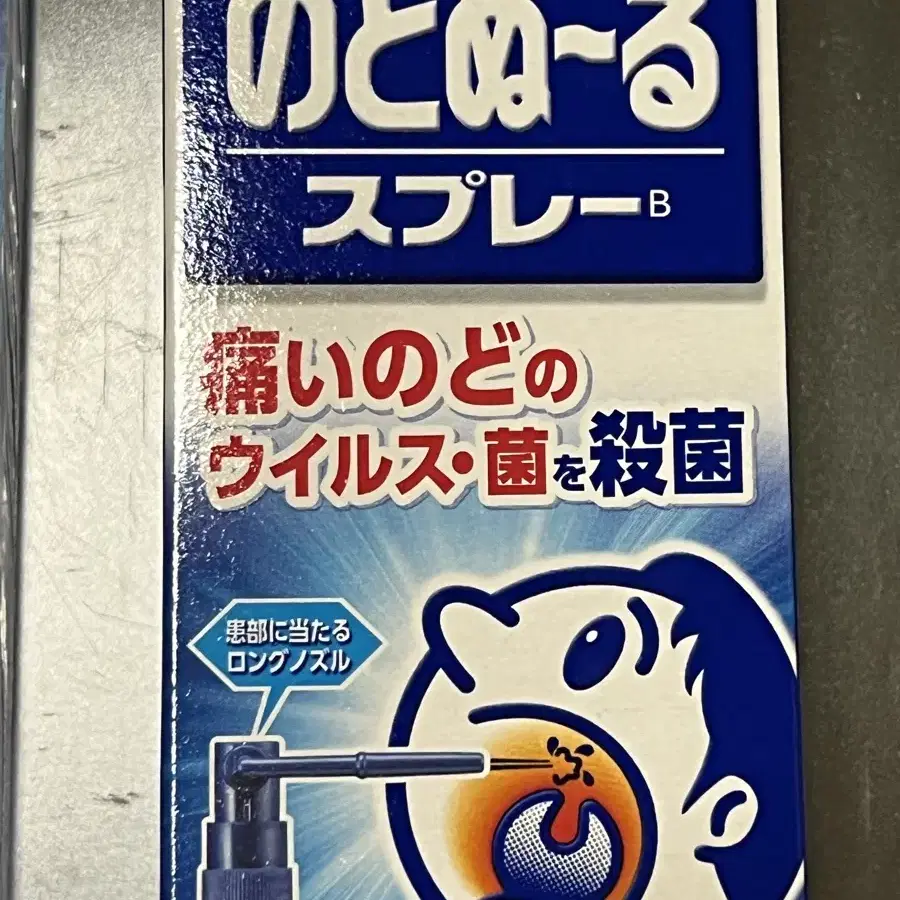 のどぬ〜る
スプレーB
痛いのどの
ウイルス・菌を殺菌
患部に当たる
ロングノズル